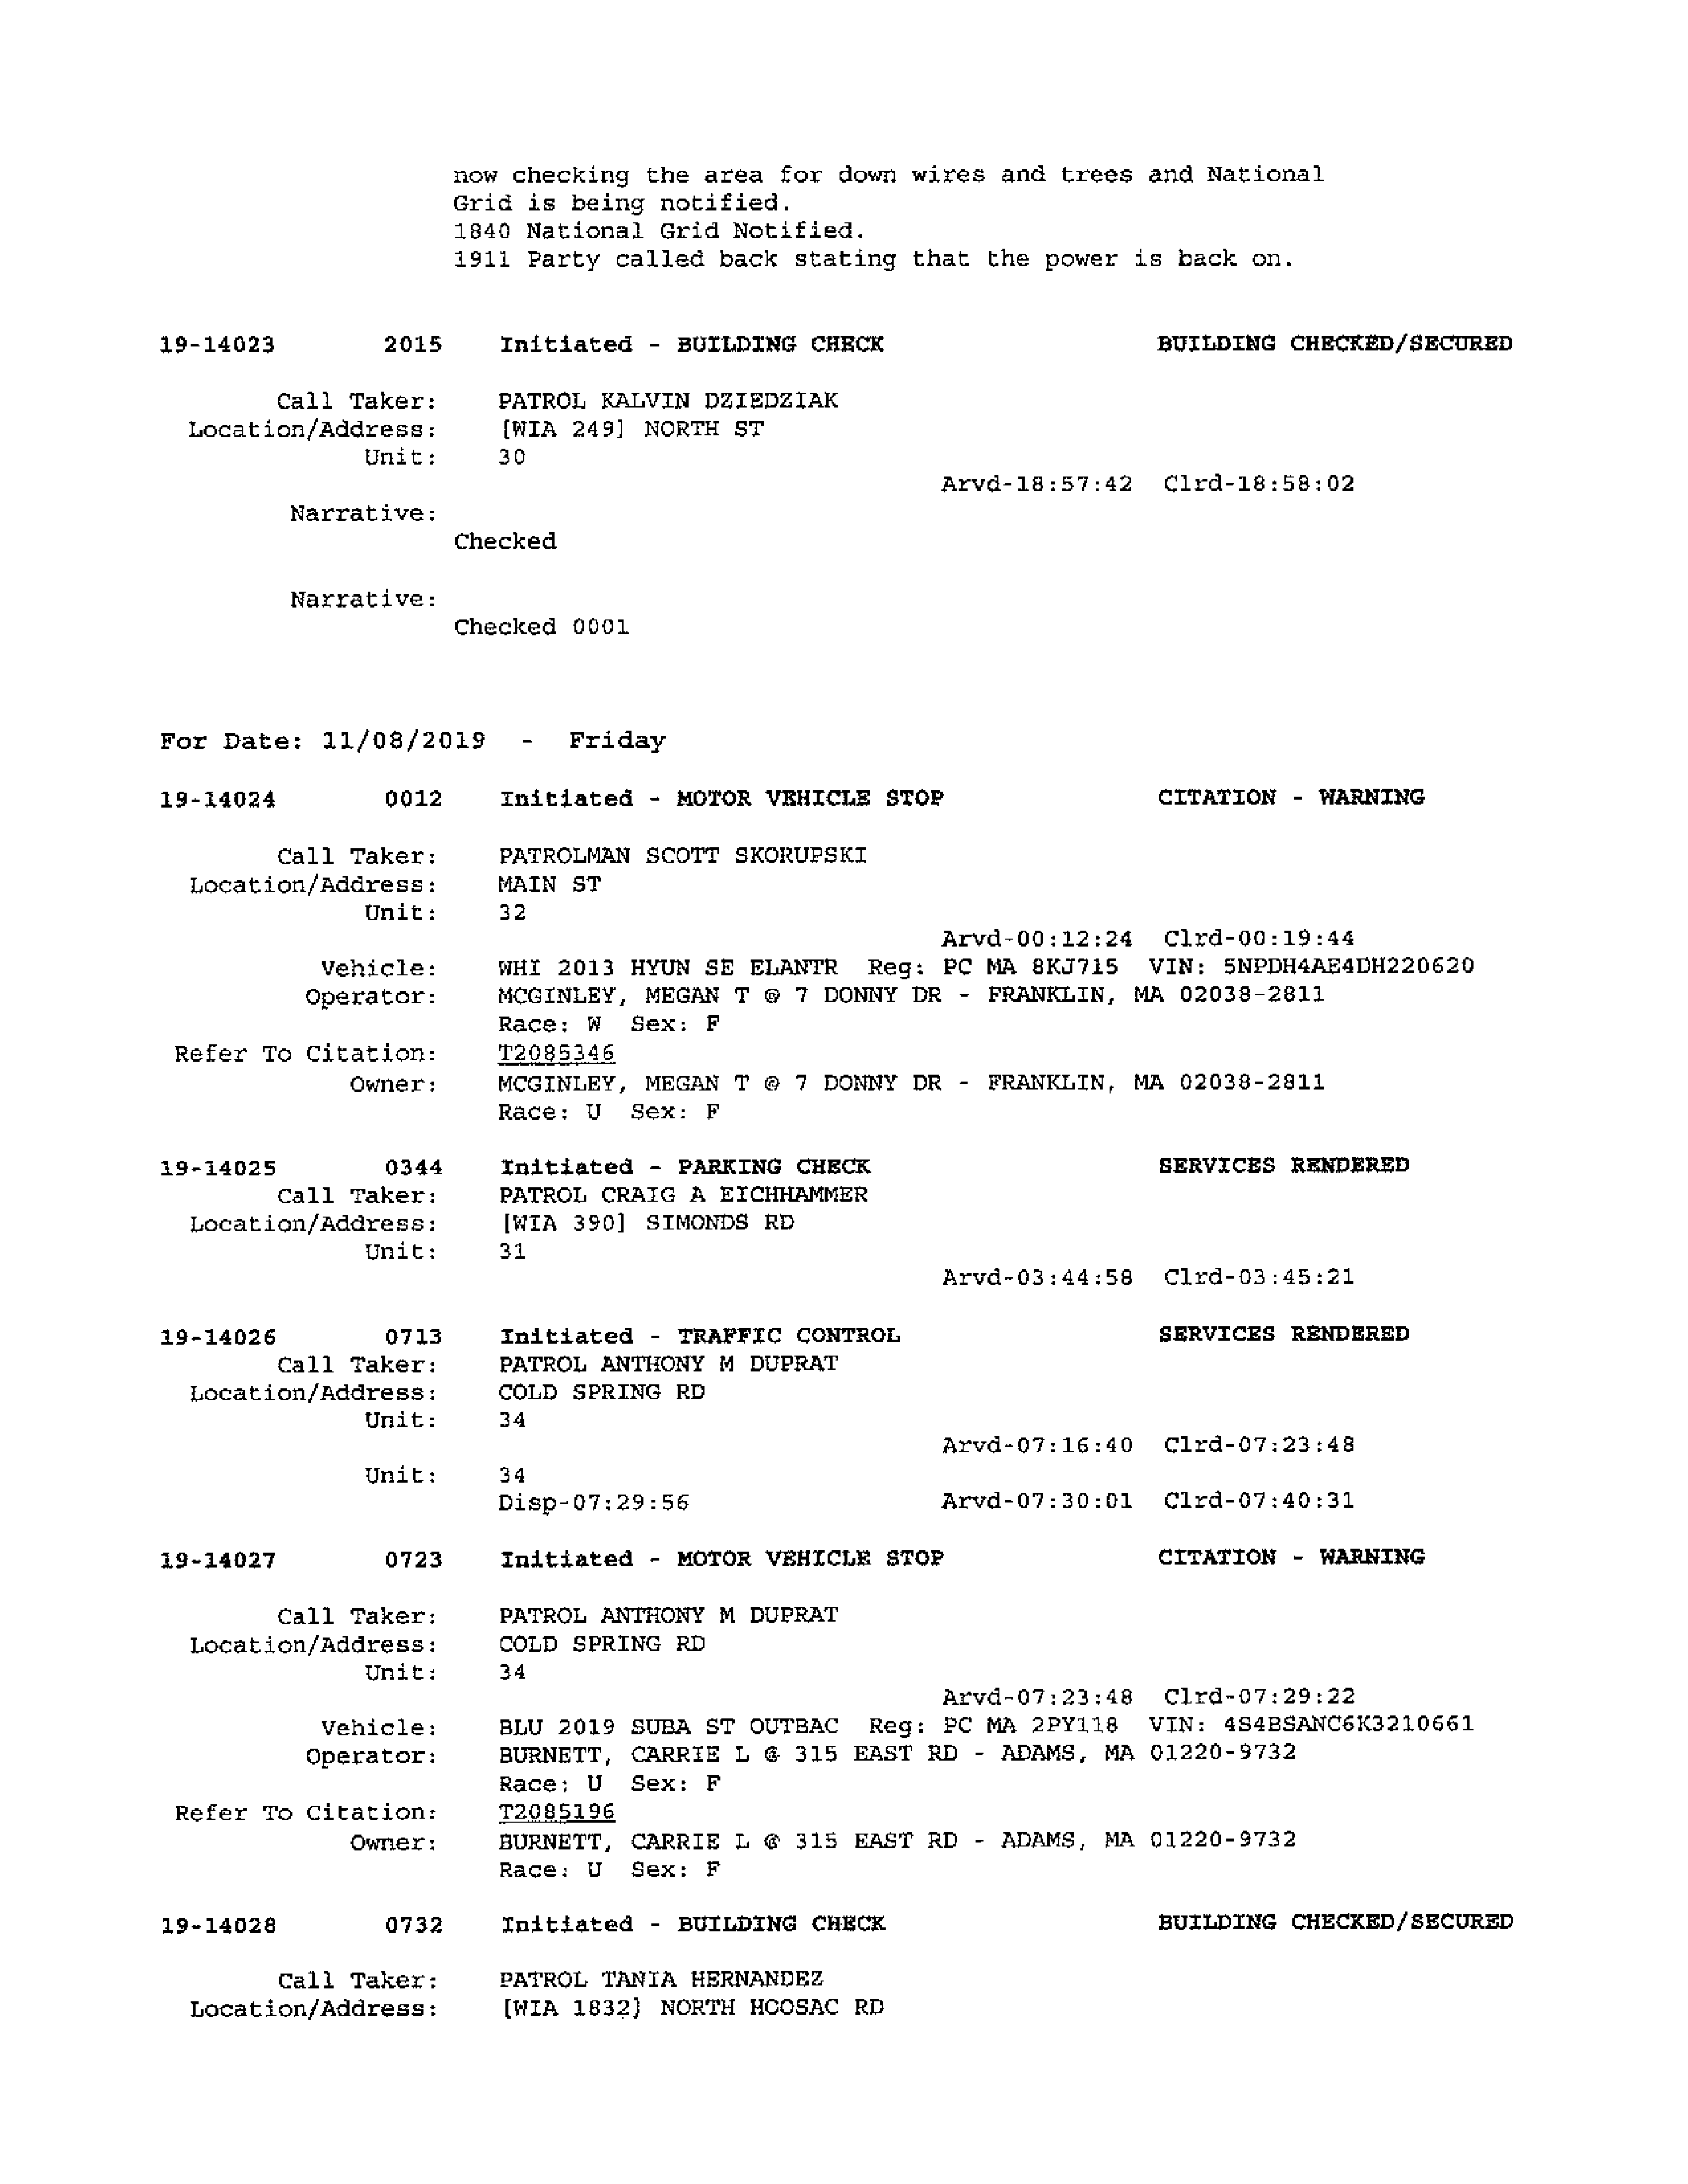 now checking the area for down wires and trees and National
Grid is being notified.
1840 National Grid Notified.
1911 Party called back stating that the power is back on.
19-14023 2015 Initiated - BUILDING CHECK BUILDING CHECKED/SECURED
Call Taker: PATROL KALVIN DZIEDZIAK
Location/Address: [WIA 249] NORTH ST
Unit: 30
Arvd-18:57:42 Clrd-18:58:02
Narrative:
Checked
Narrative:
Checked 0001
For Date: 11/08/2019 - Friday
19-14024 0012 Initiated - MOTOR VEHICLE STOP CITATION - WARNING
Call Taker: PATROLMAN SCOTT SKORUPSKI
Location/Address: MAIN ST
Unit: 32
Arvd-00:12:24 Clrd-00:19:44
Vehicle: WHI 2013 HYUN SE ELANTR Reg: PC MA 8KJ715 VIN: 5NPDH4AE4DH220620
Operator: MCGINLEY, MEGAN T @ 7 DONNY DR - FRANKLIN, MA 02038-2811
Race: W Sex: F
Refer To Citation: T2085346
Owner: MCGINLEY, MEGAN T @ 7 DONNY DR - FRANKLIN, MA 02038-2811
Race: U Sex: F
19-14025 0344 Initiated - PARKING CHECK SERVICES RENDERED
Call Taker: PATROL CRAIG A EICHHAMMER
Location/Address: [WIA 390] SIMONDS RD
Unit: 31
Arvd-03:44:58 Clrd-03:45:21
19-14026 0713 Initiated - TRAFFIC CONTROL SERVICES RENDERED
Call Taker: PATROL ANTHONY M DUPRAT
Location/Address: COLD SPRING RD
Unit: 34
Arvd-07:16:40 Clrd-07:23:48
Unit: 34
Disp-07:29:56 Arvd-07:30:01 Clrd-07:40:31
19-14027 0723 Initiated - MOTOR VEHICLE STOP CITATION - WARNING
Call Taker: PATROL ANTHONY M DUPRAT
Location/Address: COLD SPRING RD
Unit: 34
Arvd-07:23:48 Clrd-07:29:22
Vehicle: BLU 2019 SUBA ST OUTBAC Reg: PC MA 2PY118 VIN: 4S4BSANC6K3210661
Operator: BURNETT, CARRIE L @ 315 EAST RD - ADAMS, MA 01220-9732
Race: U Sex: F
Refer To Citation: T2085196
Owner: BURNETT, CARRIE L @ 315 EAST RD - ADAMS, MA 01220-9732
Race: U Sex: F
19-14028 0732 Initiated - BUILDING CHECK BUILDING CHECKED/SECURED
Call Taker: PATROL TANIA HERNANDEZ
Location/Address: [WIA 1832] NORTH HOOSAC RD